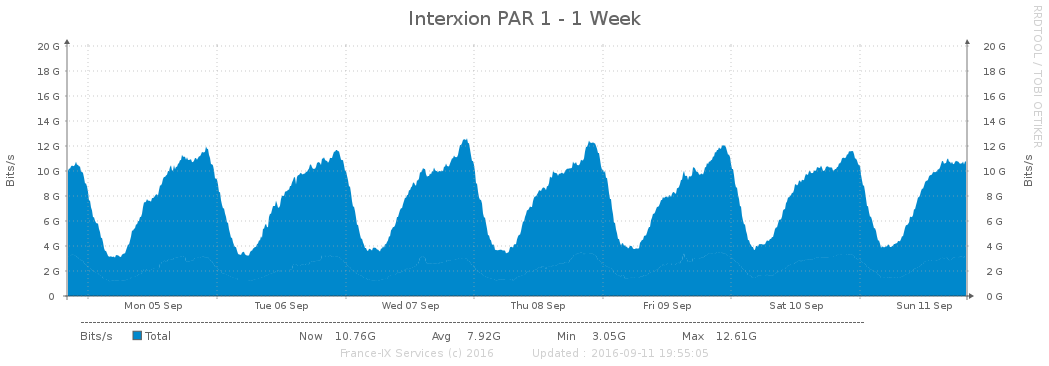 Interxion PAR 1 - 1 Week
RRDTOOL / TOBI OETIKER
Bits/s
20 G 20 G
18 G 18 G
16 G 16 G
14 G 14 G
12 G 12 G
10 G 10 G
8 G 8 G
6 G 6 G
4 G 4 G
2 G 2 G
0 0 G
Bits/s
Mon 05 Sep Tue 06 Sep Wed 07 Sep Thu 08 Sep Fri 09 Sep Sat 10 Sep Sun 11 Sep
Bits/s Total Now 10.76G Avg 7.92G Min 3.05G Max 12.61G
France-IX Services (c) 2016 Updated : 2016-09-11 19:55:05